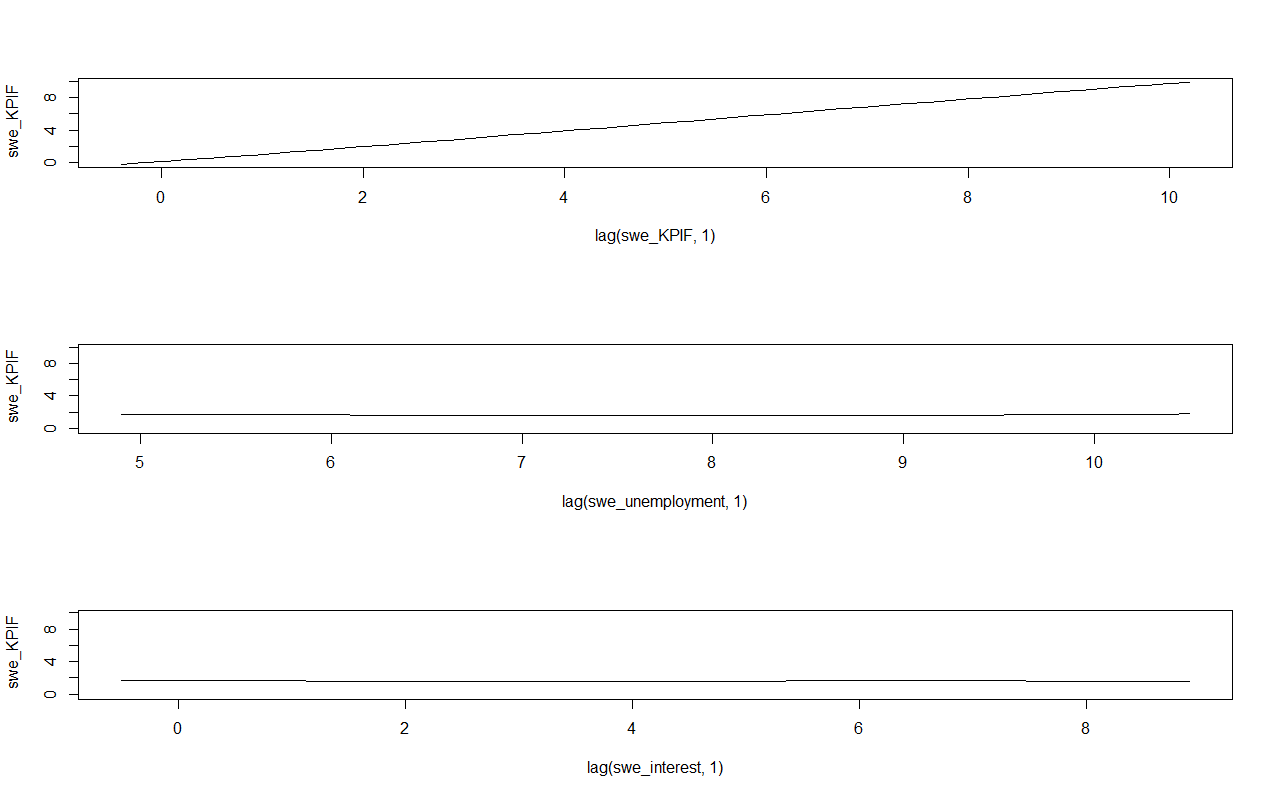 swe_KPIF
8
4
0
0 2 4 6 8 10
lag(swe_KPIF, 1)
swe_KPIF
8
4
0
5 6 7 8 9 10
lag(swe_unemployment, 1)
swe_KPIF
8
4
0
0 2 4 6 8
lag(swe_interest, 1)